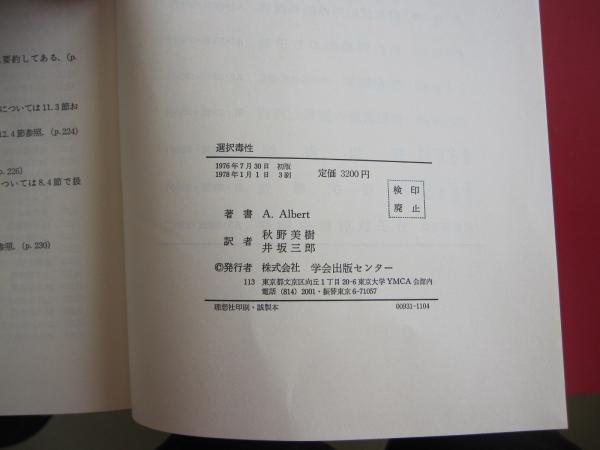 要約してある、(p.
については11.3節お
12.4節参照。(p.224)
p.226)
ついては8.4節で扱
参照。(p.230)
選択毒性
1976年7月30日 初版
1978年1月1日 3刷
定価 3200円
検印
廃止
著書 A. Albert
訳者 秋野美樹
井坂三郎
©発行者 株式会社 学会出版センター
113 東京都文京区向丘1丁目20-6東京大学YMCA会館内
電話 (814) 2001・振替東京6-71057
理想社印刷・誠製本 00931-1104